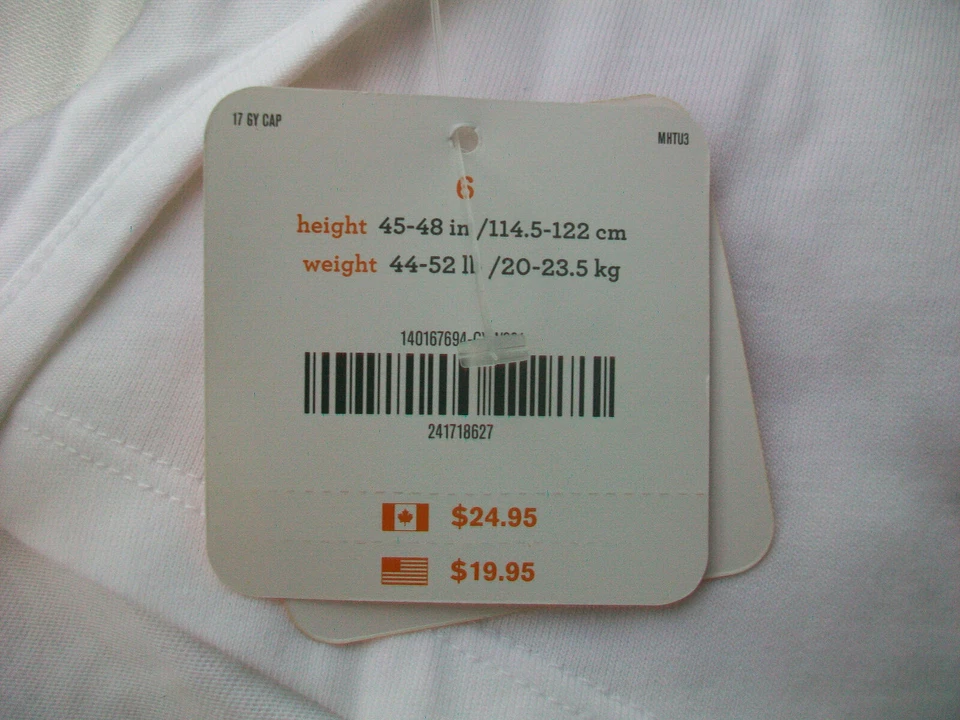 17 GY CAP
MHTU3
6
height 45-48 in /114.5-122 cm
weight 44-52 lb /20-23.5 kg
241718627
$24.95
$19.95